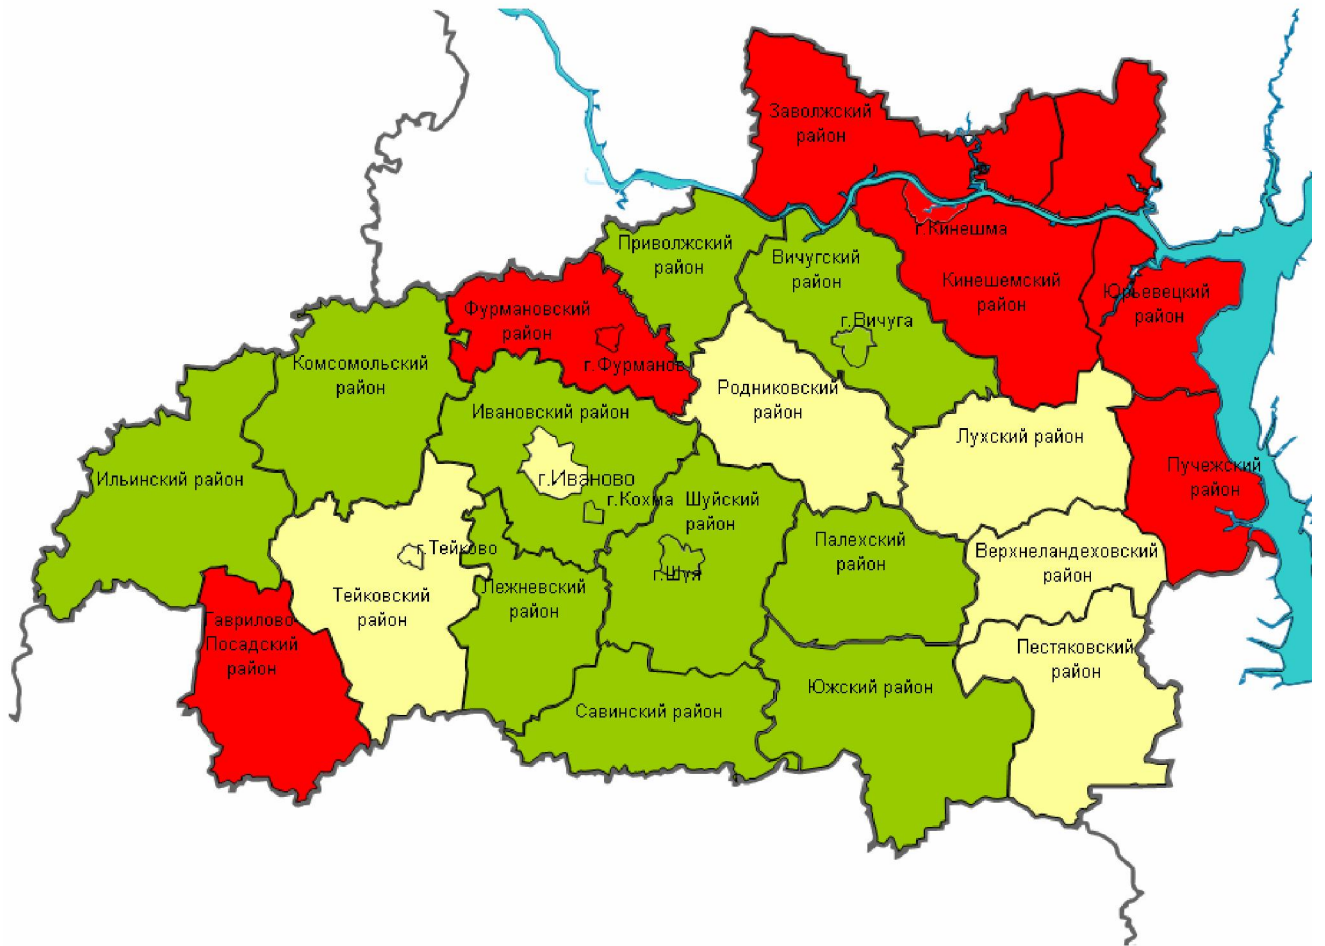 Заволжский
район
г.Кинешма
Приволжский
район
Вичугский
район
Кинешемский
район
Юрьевецкий
район
Фурмановский
район
г.Вичуга
г.Фурманов
Комсомольский
район
Родниковский
район
Ивановский район
Лухский район
Пучежский
район
Ильинский район
г.Иваново
г.Кохма
Шуйский
район
г.Тейково
Палехский
район
Верхнеландеховский
район
г.Шуя
Лежневский
район
Тейковский
район
Гаврилово-
Посадский
район
Пестяковский
район
Южский район
Савинский район